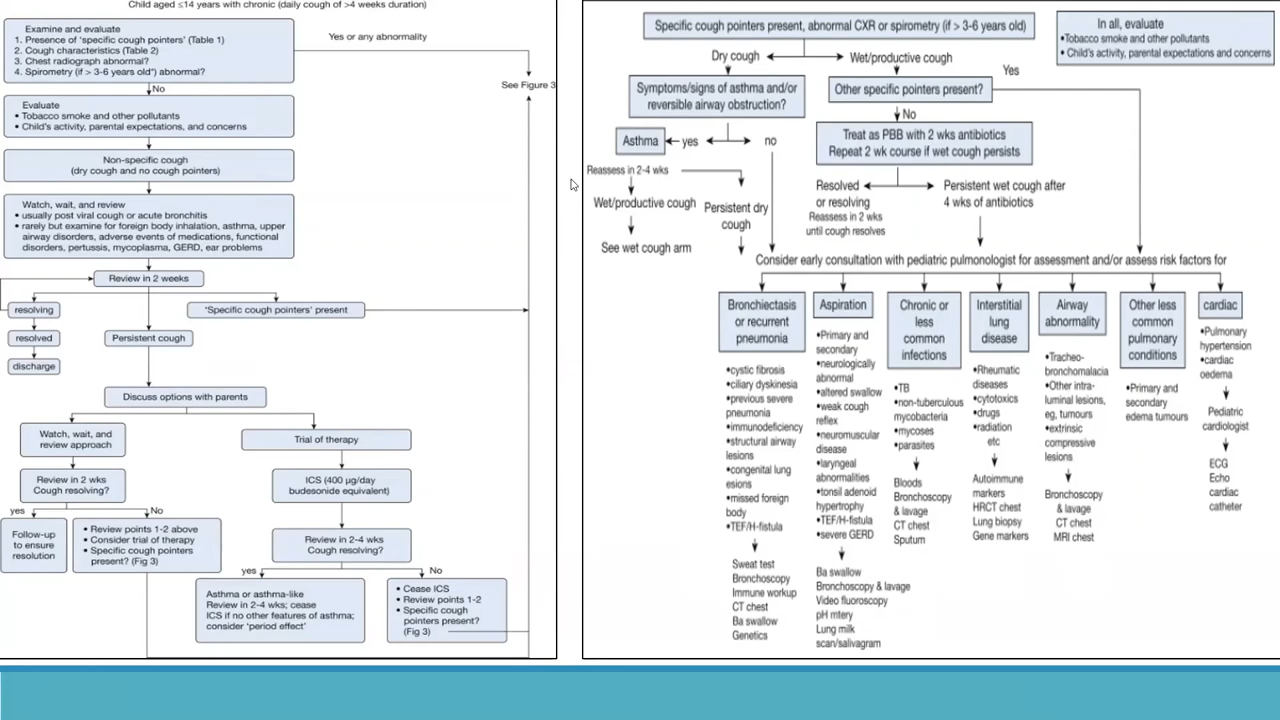 Child aged ≤14 years with chronic (daily cough of >4 weeks duration)
Examine and evaluate
1. Presence of 'specific cough pointers' (Table 1)
2. Cough characteristics (Table 2)
3. Chest radiograph abnormal?
4. Spirometry (if > 3-6 years old*) abnormal?
Yes or any abnormality
See Figure 3
No
Evaluate
• Tobacco smoke and other pollutants
• Child's activity, parental expectations, and concerns
Non-specific cough
(dry cough and no cough pointers)
Watch, wait, and review
• usually post viral cough or acute bronchitis
• rarely but examine for foreign body inhalation, asthma, upper
airway disorders, adverse events of medications, functional
disorders, pertussis, mycoplasma, GERD, ear problems
Review in 2 weeks
resolving
'Specific cough pointers' present
resolved
Persistent cough
discharge
Discuss options with parents
Watch, wait, and
review approach
Trial of therapy
Review in 2 wks
Cough resolving?
ICS (400 µg/day
budesonide equivalent)
yes
No
Follow-up
to ensure
resolution
• Review points 1-2 above
• Consider trial of therapy
• Specific cough pointers
present? (Fig 3)
Review in 2-4 wks
Cough resolving?
yes
No
Asthma or asthma-like
Review in 2-4 wks; cease
ICS if no other features of asthma;
consider 'period effect'
• Cease ICS
• Review points 1-2
• Specific cough
pointers present?
(Fig 3)
Specific cough pointers present, abnormal CXR or spirometry (if > 3-6 years old)
In all, evaluate
•Tobacco smoke and other pollutants
• Child's activity, parental expectations and concerns
Dry cough
Wet/productive cough
Yes
Symptoms/signs of asthma and/or
reversible airway obstruction?
Other specific pointers present?
No
Asthma
yes
no
Treat as PBB with 2 wks antibiotics
Repeat 2 wk course if wet cough persists
Reassess in 2-4 wks
Wet/productive cough
See wet cough arm
Persistent dry
cough
Resolved
or resolving
Reassess in 2 wks
until cough resolves
Persistent wet cough after
4 wks of antibiotics
Consider early consultation with pediatric pulmonologist for assessment and/or assess risk factors for
Bronchiectasis
or recurrent
pneumonia
•cystic fibrosis
•ciliary dyskinesia
•previous severe
pneumonia
•immunodeficiency
•structural airway
lesions
•congenital lung
esions
•missed foreign
body
•TEF/H-fistula
Sweat test
Bronchoscopy
Immune workup
CT chest
Ba swallow
Genetics
Aspiration
•Primary and
secondary
•neurologically
abnormal
•altered swallow
•weak cough
reflex
•neuromuscular
disease
•laryngeal
abnormalities
•tonsil adenoid
hypertrophy
•TEF/H-fistula
•severe GERD
Ba swallow
Bronchoscopy & lavage
Video fluoroscopy
pH mtery
Lung milk
scan/salivagram
Chronic or
less
common
infections
•TB
•non-tuberculous
mycobacteria
•mycoses
•parasites
Bloods
Bronchoscopy
& lavage
CT chest
Sputum
Interstitial
lung
disease
•Rheumatic
diseases
•cytotoxics
•drugs
•radiation
etc
Autoimmune
markers
HRCT chest
Lung biopsy
Gene markers
Airway
abnormality
•Tracheo-
bronchomalacia
•Other intra-
luminal lesions,
eg, tumours
•extrinsic
compressive
lesions
Bronchoscopy
& lavage
CT chest
MRI chest
Other less
common
pulmonary
conditions
•Primary and
secondary
edema tumours
cardiac
•Pulmonary
hypertension
•cardiac
oedema
Pediatric
cardiologist
ECG
Echo
cardiac
catheter